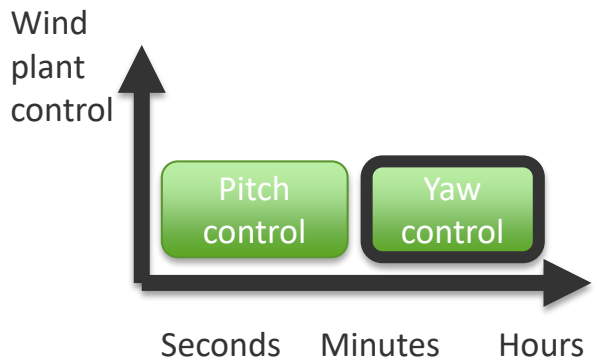 Wind
plant
control
Pitch
control
Yaw
control
Seconds Minutes Hours